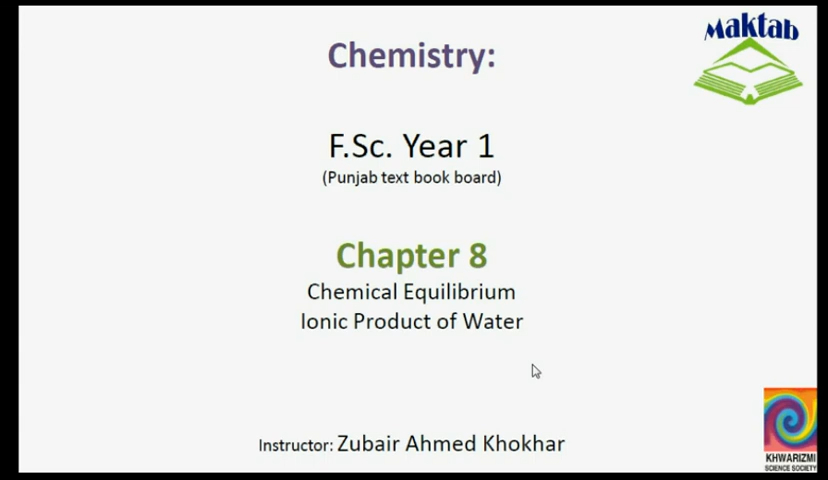 Maktab
Chemistry:
F.Sc. Year 1
(Punjab text book board)
Chapter 8
Chemical Equilibrium
Ionic Product of Water
Instructor: Zubair Ahmed Khokhar
KHWARIZMI
SCIENCE SOCIETY